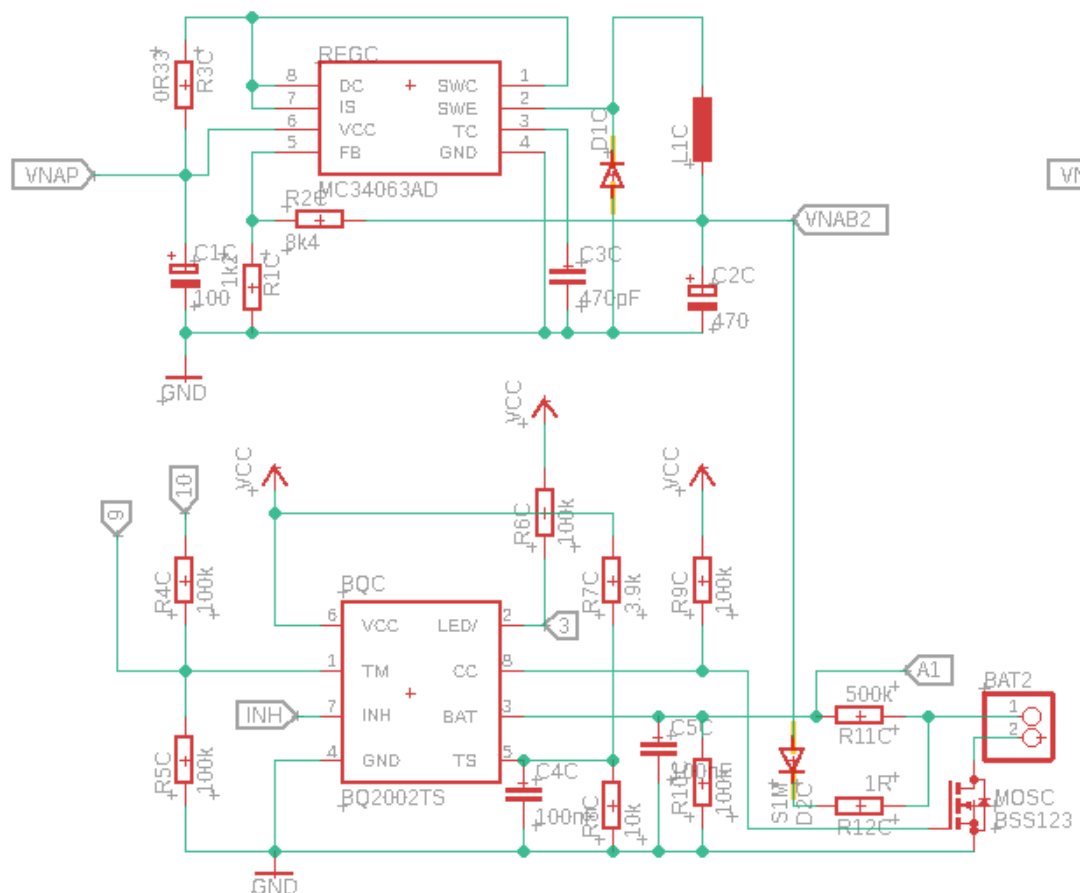 REGC
0R33
R3C
8
DC
SWC
1
7
IS
SWE
2
6
VCC
TC
3
5
FB
GND
4
MC34063AD
VNAP
VN
D1C
L1C
R2C
8k4
VNAB2
C1C
100
1k2
R1C
C3C
470pF
C2C
470
GND
VCC
VCC
VCC
10
9
R6C
100k
R4C
100k
R7C
3.9k
R9C
100k
BQC
6
VCC
LED/
2
3
1
TM
CC
8
A1
7
INH
BAT
3
INH
4
GND
TS
5
BQ2002TS
500k
R11C
BAT2
1
2
C5C
R5C
100k
C4C
10k
100k
S1M
D2C
1R
R12C
MOSC
BSS123
GND